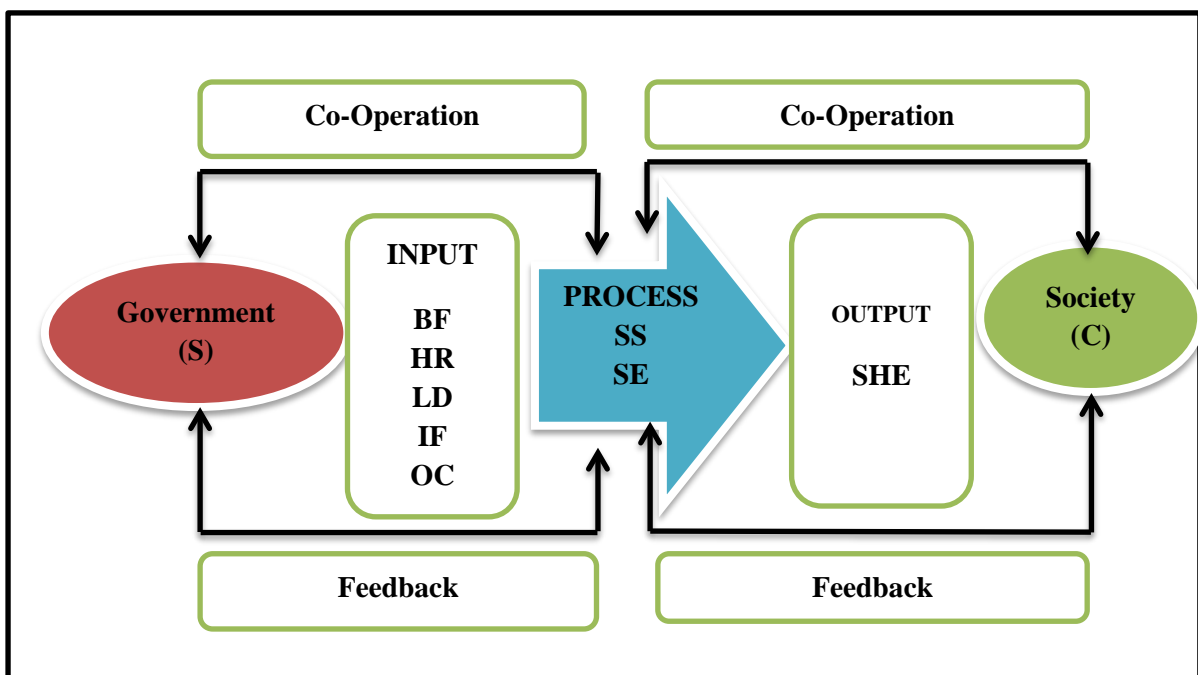 Co-Operation
Co-Operation
Government
(S)
INPUT
BF
HR
LD
IF
OC
PROCESS
SS
SE
OUTPUT
SHE
Society
(C)
Feedback
Feedback